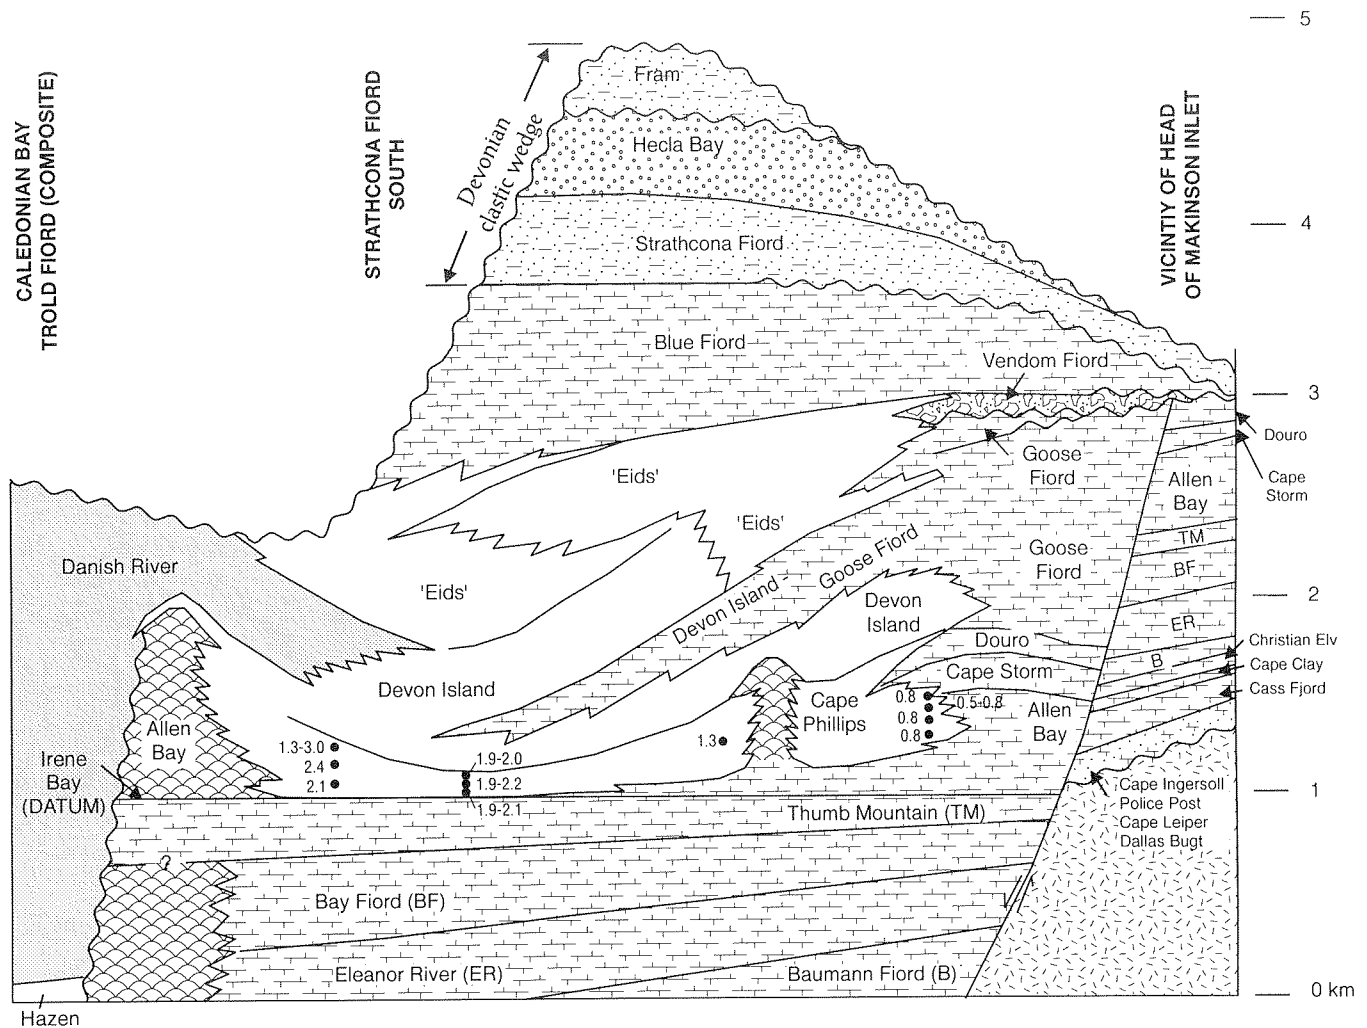 5
CALEDONIAN BAY
TROLD FIORD (COMPOSITE)
STRATHCONA FIORD
SOUTH
Devonian
clastic wedge
VICINTIY OF HEAD
OF MAKINSON INLET
Fram
Hecla Bay
4
Strathcona Fiord
Blue Fiord
Vendom Fiord
3
Douro
Goose
Fiord
Cape
Storm
'Eids'
Allen
Bay
'Eids'
TM
Danish River
Goose
Fiord
BF
'Eids'
Devon Island - Goose Fiord
Devon
Island
2
ER
Douro
Christian Elv
B
Cape Clay
Cape Storm
Cass Fjord
Devon Island
Cape
Phillips
0.8
0.5-0.8
0.8
0.8
Allen
Bay
Allen
Bay
1.3-3.0
2.4
2.1
1.3
1.9-2.0
1.9-2.2
1.9-2.1
Irene
Bay
(DATUM)
1
Cape Ingersoll
Police Post
Cape Leiper
Dallas Bugt
Thumb Mountain (TM)
?
Bay Fiord (BF)
Eleanor River (ER)
Baumann Fiord (B)
0 km
Hazen